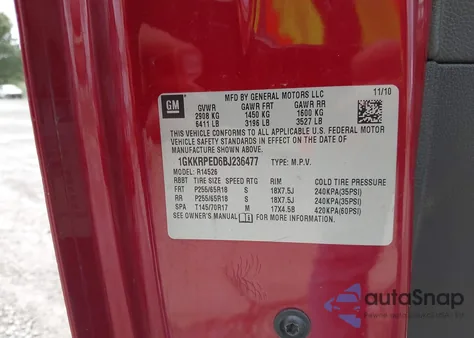 GM
MFD BY GENERAL MOTORS LLC 11/10
GVWR GAWR FRT GAWR RR
2908 KG 1450 KG 1600 KG
6411 LB 3196 LB 3527 LB
THIS VEHICLE CONFORMS TO ALL APPLICABLE U.S. FEDERAL MOTOR
VEHICLE SAFETY, BUMPER, AND THEFT PREVENTION
STANDARDS IN EFFECT ON THE DATE OF
MANUFACTURE SHOWN ABOVE.
1GKKRPED6BJ236477 TYPE: M.P.V.
MODEL: R14526
RBBT TIRE SIZE SPEED RTG RIM COLD TIRE PRESSURE
FRT P255/65R18 S 18X7.5J 240KPA(35PSI)
RR P255/65R18 S 18X7.5J 240KPA(35PSI)
SPA T145/70R17 M 17X4.5B 420KPA(60PSI)
SEE OWNER'S MANUAL FOR MORE INFORMATION
autoSnap